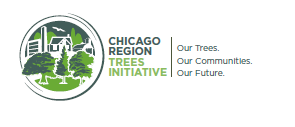 CHICAGO
REGION
TREES
INITIATIVE
Our Trees.
Our Communities.
Our Future.